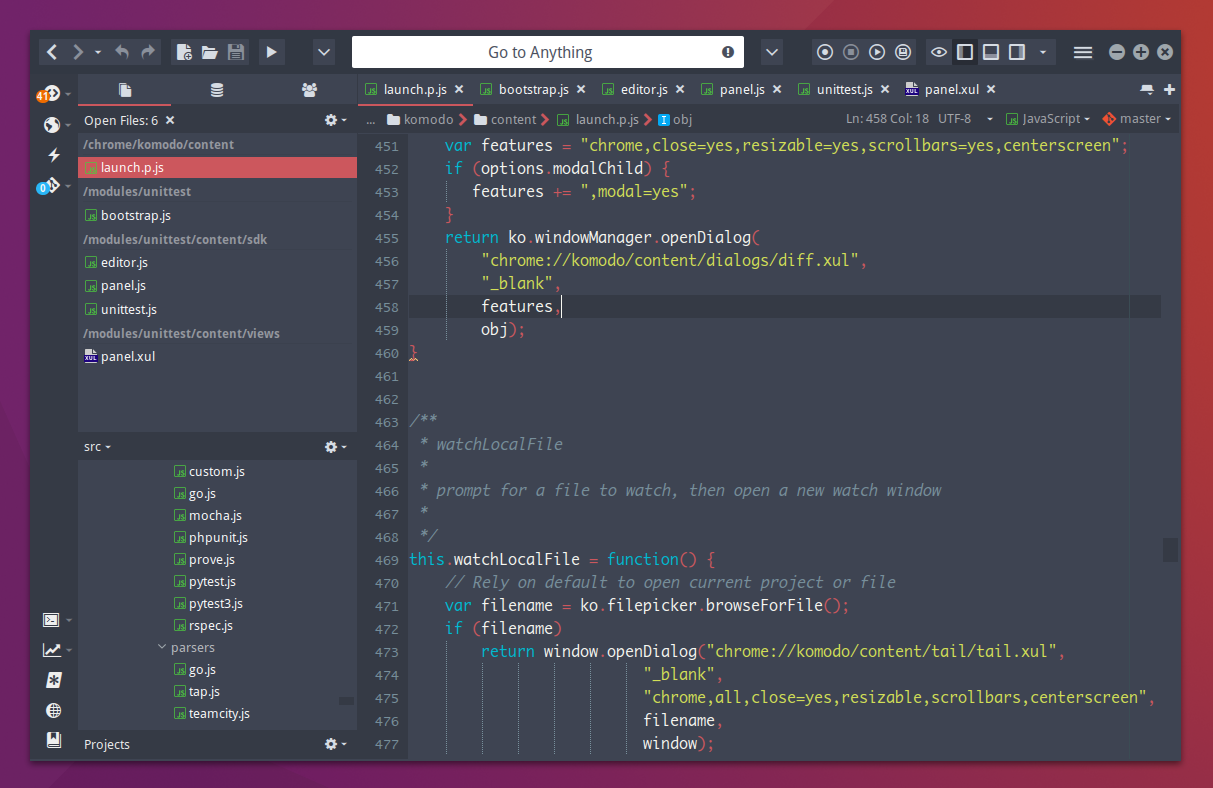 Go to Anything
41
0
Open Files: 6
/chrome/komodo/content
launch.p.js
/modules/unittest
bootstrap.js
/modules/unittest/content/sdk
editor.js
panel.js
unittest.js
/modules/unittest/content/views
panel.xul
src
custom.js
go.js
mocha.js
phpunit.js
prove.js
pytest.js
pytest3.js
rspec.js
parsers
go.js
tap.js
teamcity.js
Projects
launch.p.js bootstrap.js editor.js panel.js unittest.js panel.xul
... komodo content launch.p.js obj Ln: 458 Col: 18 UTF-8 JavaScript master
451 var features = "chrome,close=yes,resizable=yes,scrollbars=yes,centerscreen";
452 if (options.modalChild) {
453 features += ",modal=yes";
454 }
455 return ko.windowManager.openDialog(
456 "chrome://komodo/content/dialogs/diff.xul",
457 "_blank",
458 features,
459 obj);
460 }
461
462
463 /**
464 * watchLocalFile
465 *
466 * prompt for a file to watch, then open a new watch window
467 *
468 */
469 this.watchLocalFile = function() {
470 // Rely on default to open current project or file
471 var filename = ko.filepicker.browseForFile();
472 if (filename)
473 return window.openDialog("chrome://komodo/content/tail/tail.xul",
474 "_blank",
475 "chrome,all,close=yes,resizable,scrollbars,centerscreen",
476 filename,
477 window);